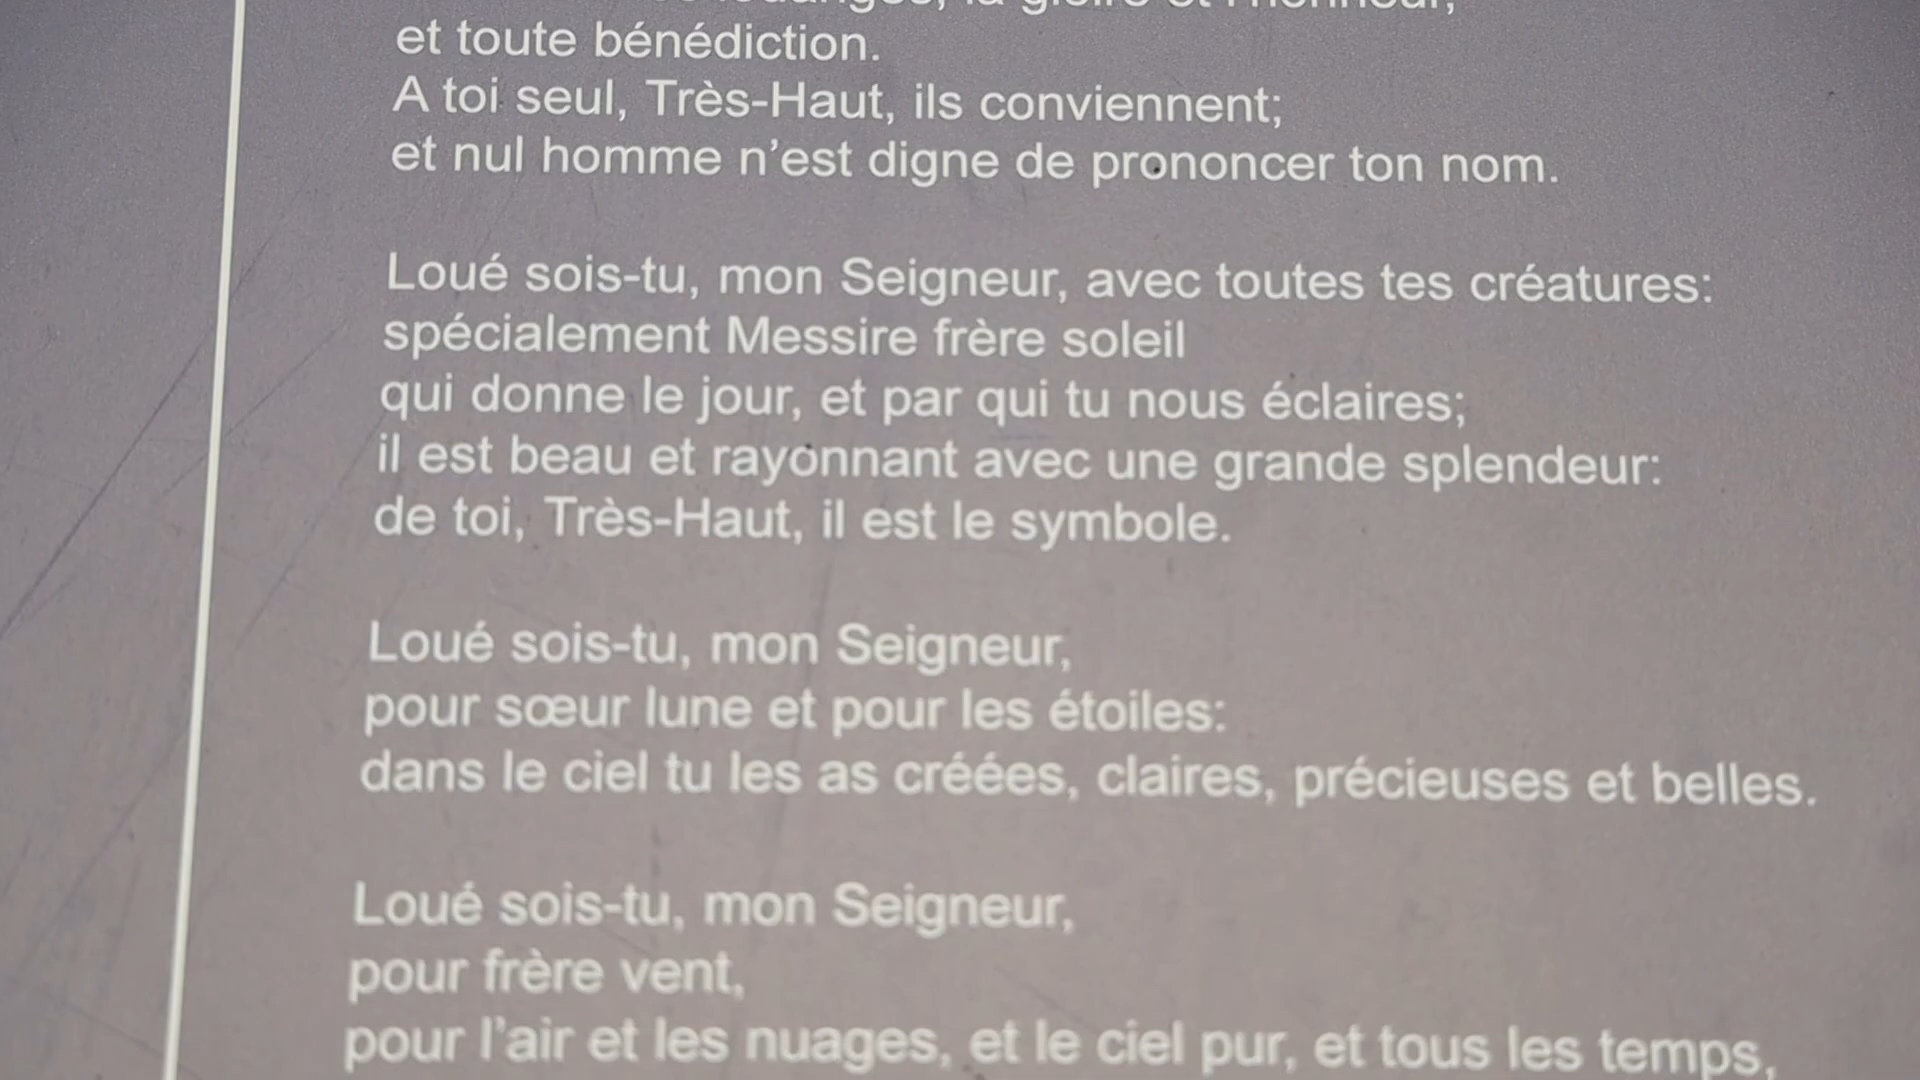 la gloire et l'honneur,
et toute bénédiction.
A toi seul, Très-Haut, ils conviennent;
et nul homme n'est digne de prononcer ton nom.
Loué sois-tu, mon Seigneur, avec toutes tes créatures:
spécialement Messire frère soleil
qui donne le jour, et par qui tu nous éclaires;
il est beau et rayonnant avec une grande splendeur:
de toi, Très-Haut, il est le symbole.
Loué sois-tu, mon Seigneur,
pour sœur lune et pour les étoiles:
dans le ciel tu les as créées, claires, précieuses et belles.
Loué sois-tu, mon Seigneur,
pour frère vent,
pour l'air et les nuages, et le ciel pur, et tous les temps,